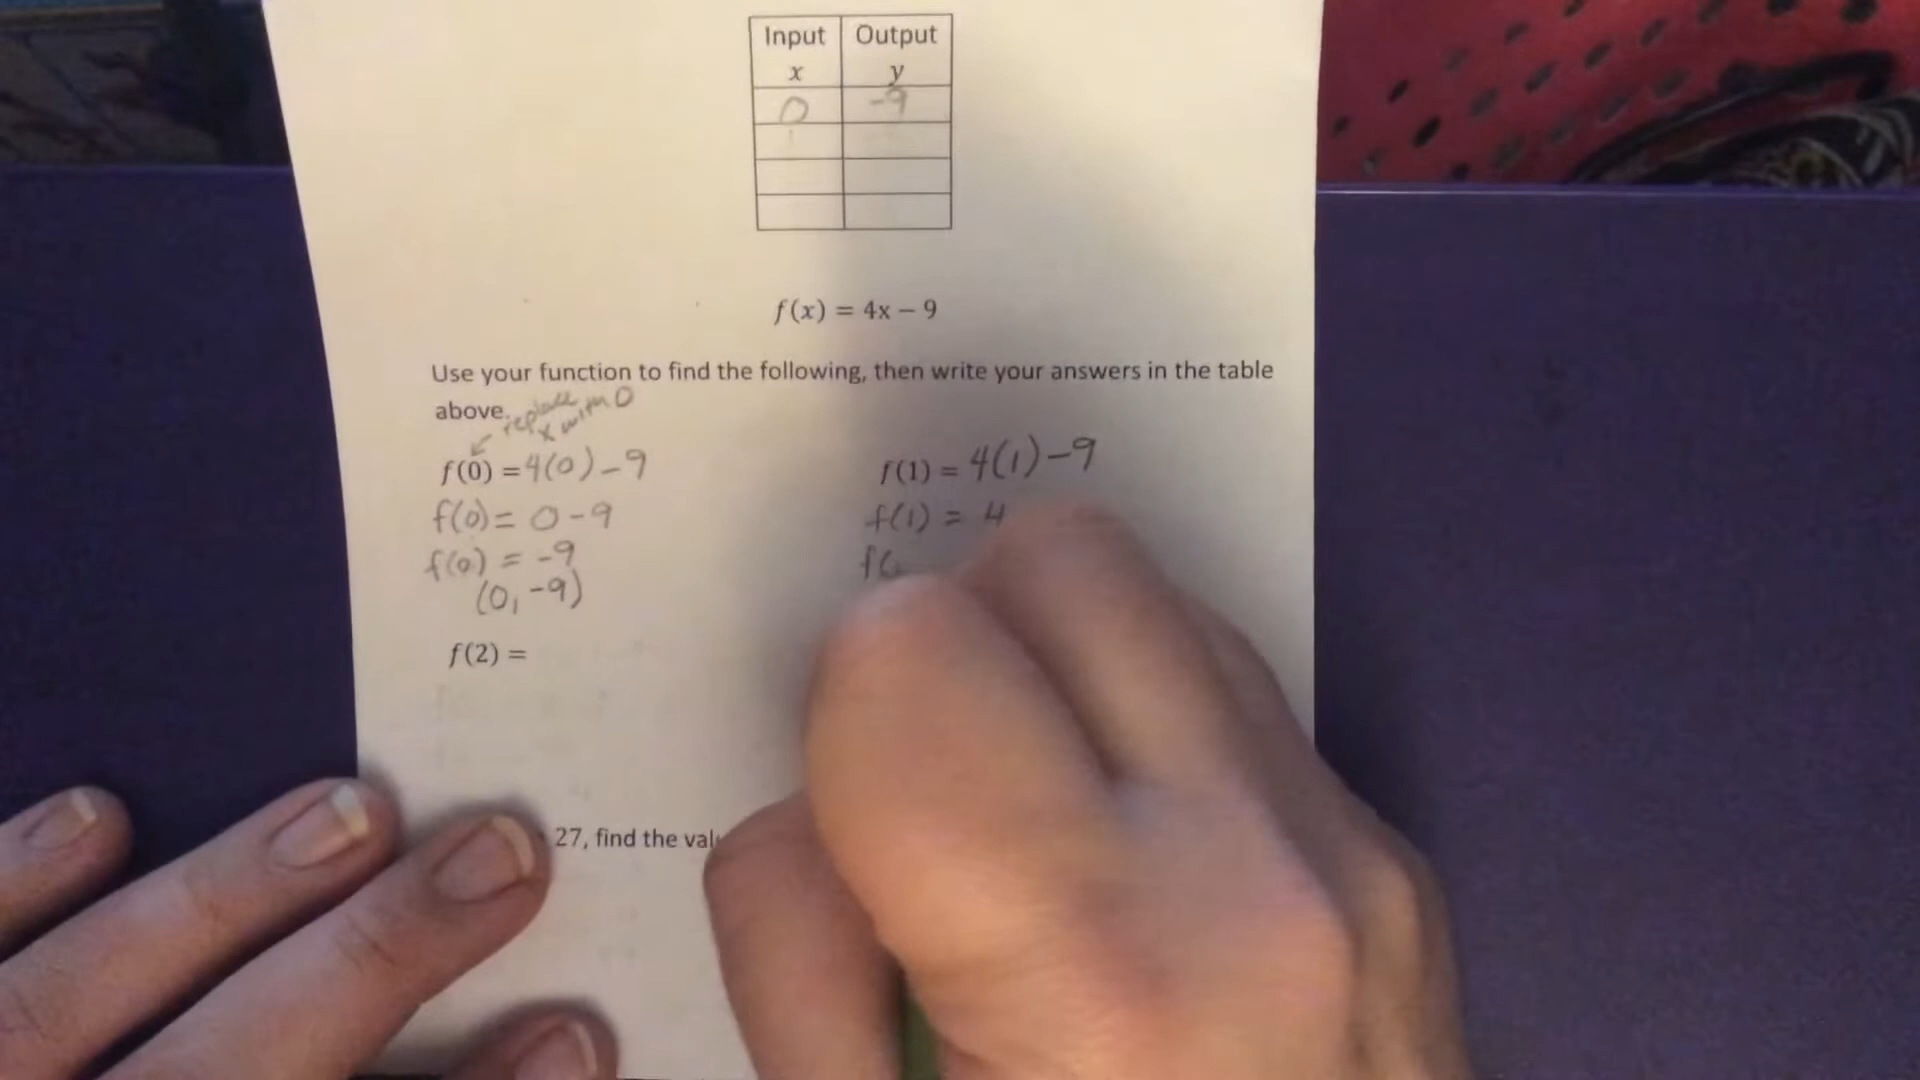 Input Output
x y
0 -9
f(x) = 4x – 9
Use your function to find the following, then write your answers in the table
above.
replace
x with 0
f(0) = 4(0) - 9
f(0) = 0 - 9
f(0) = -9
(0, -9)
f(1) = 4(1) - 9
f(1) = 4
f(
f(2) =
27, find the